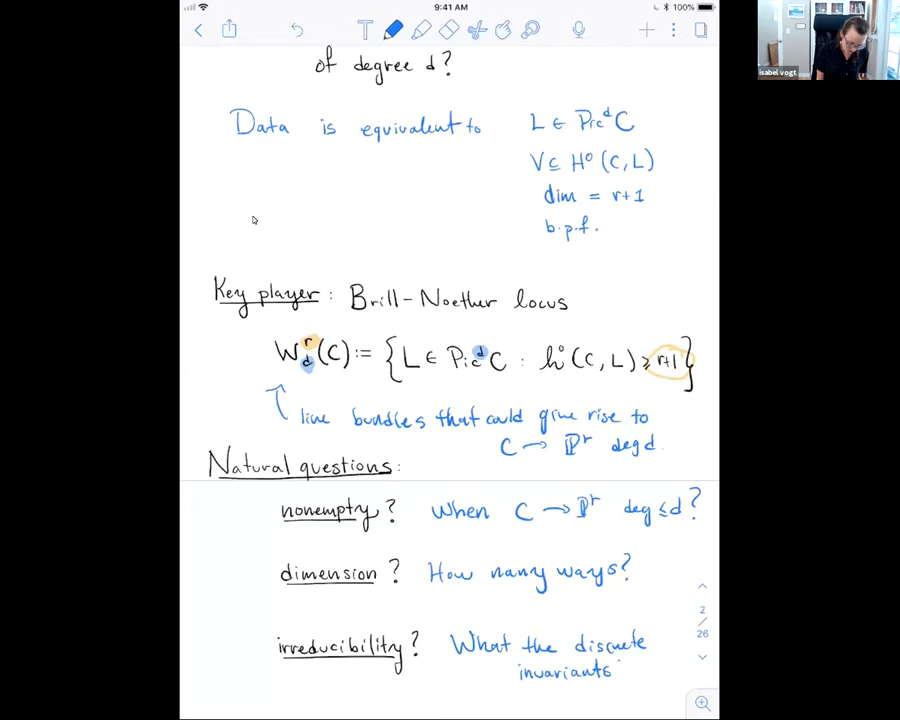 9:41 AM
100%
of degree d?
Data is equivalent to L ∈ Pic^d C
V ⊆ H^0 (C, L)
dim = r+1
b.p.f.
Key player : Brill-Noether locus
W^r_d (C) := { L ∈ Pic^d C : h^0 (C, L) ≥ r+1 }
line bundles that could give rise to
C → P^r deg d.
Natural questions:
nonempty? When C → P^r deg ≤ d?
dimension? How many ways?
irreducibility? What the discrete
invariants
2
/
26
isabel vogt